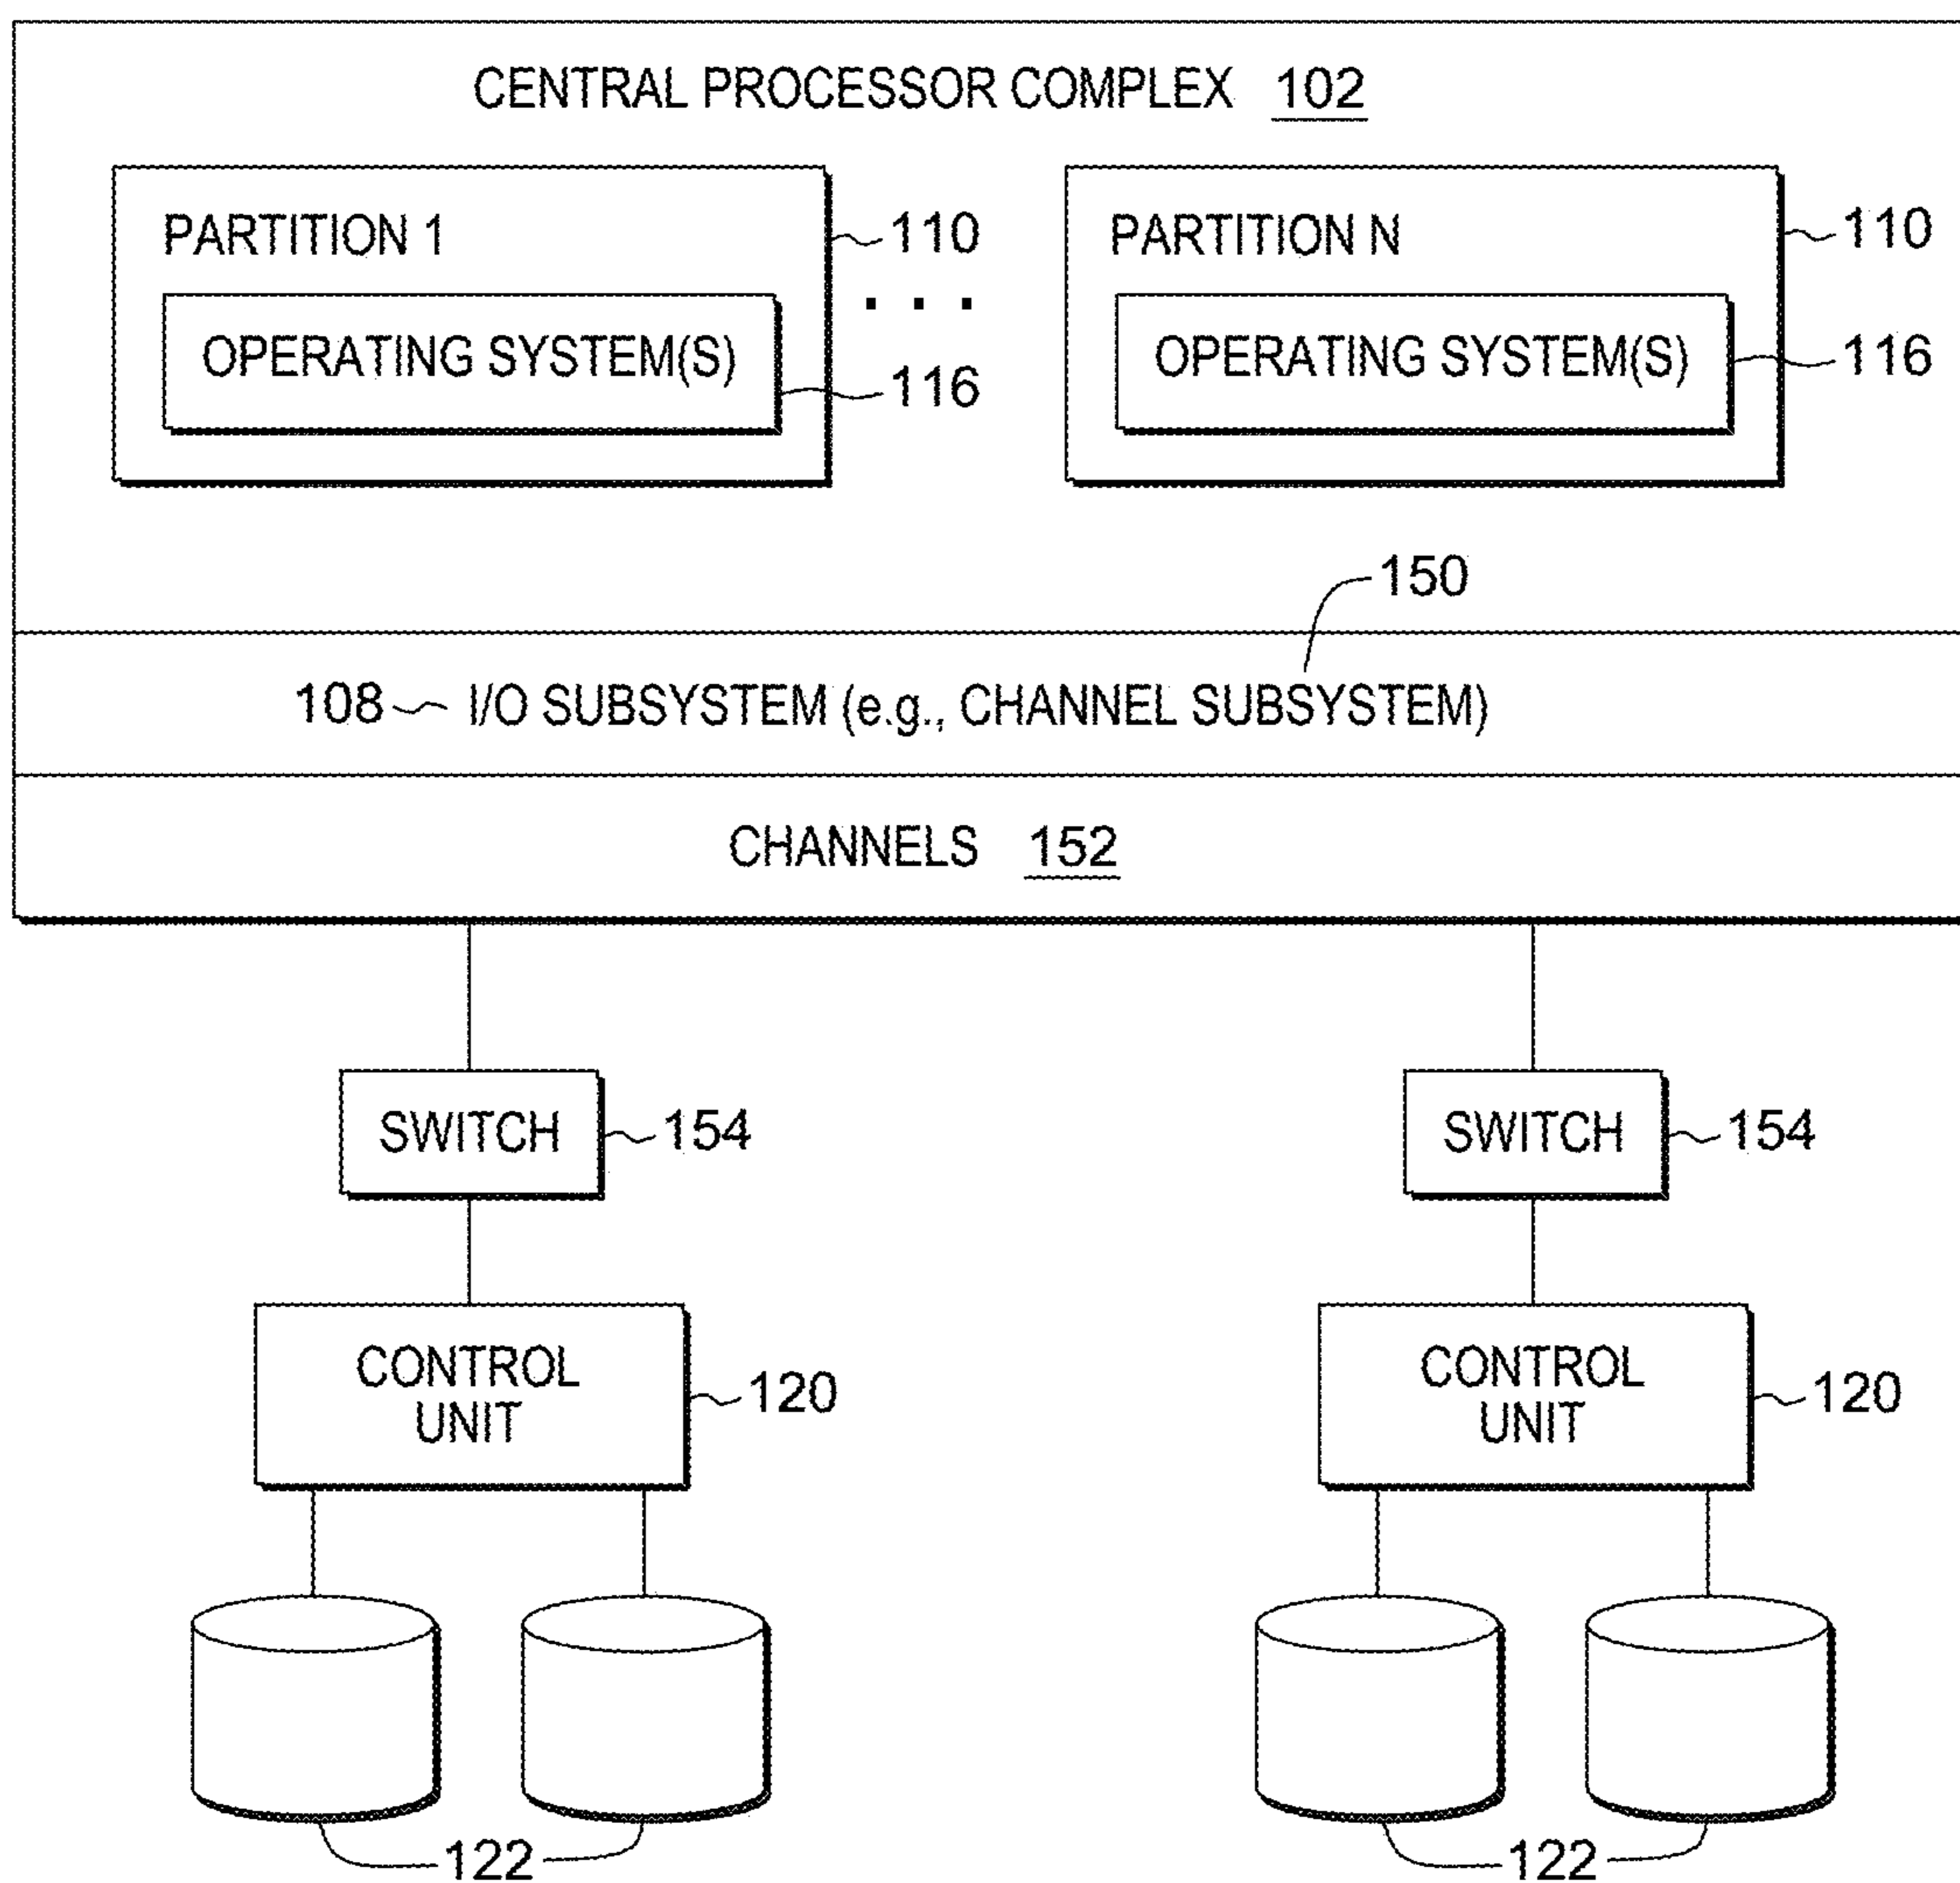 CENTRAL PROCESSOR COMPLEX 102
PARTITION 1
110
OPERATING SYSTEM(S)
116
. . .
PARTITION N
110
OPERATING SYSTEM(S)
116
150
108 I/O SUBSYSTEM (e.g., CHANNEL SUBSYSTEM)
CHANNELS 152
SWITCH 154
SWITCH 154
CONTROL
UNIT
120
CONTROL
UNIT
120
122
122